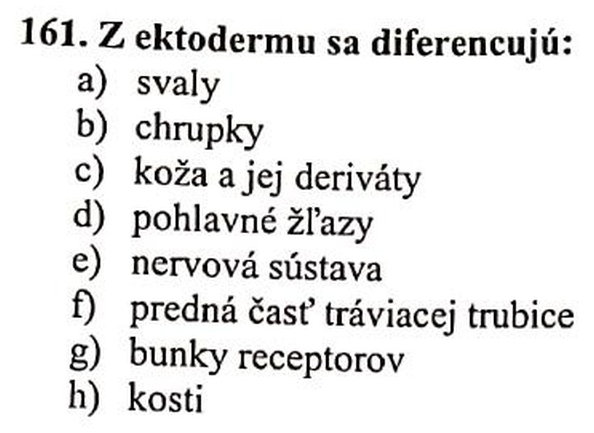 161. Z ektodermu sa diferencujú:
a) svaly
b) chrupky
c) koža a jej deriváty
d) pohlavné žľazy
e) nervová sústava
f) predná časť tráviacej trubice
g) bunky receptorov
h) kosti